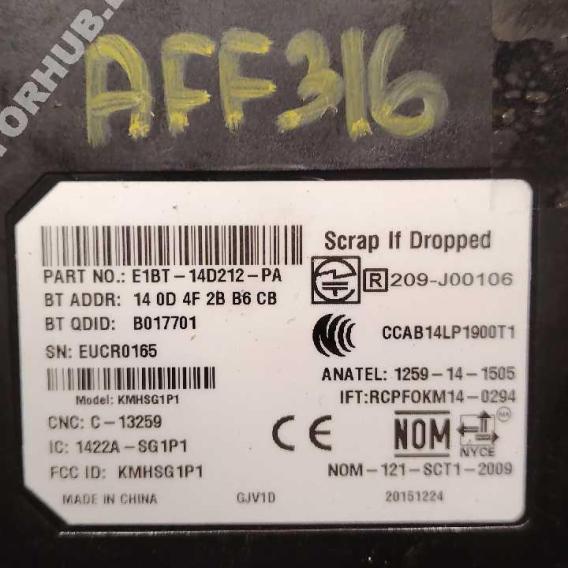 TORHUB.
AFF316
Scrap If Dropped
PART NO.: E1BT-14D212-PA
R 209-J00106
BT ADDR: 14 0D 4F 2B B6 CB
BT QDID: B017701
CCAB14LP1900T1
SN: EUCR0165
ANATEL: 1259-14-1505
Model: KMHSG1P1
IFT:RCPFOKM14-0294
CNC: C-13259
CE NOM NYCE
IC: 1422A-SG1P1
FCC ID: KMHSG1P1
NOM-121-SCT1-2009
MADE IN CHINA GJV1D 20151224